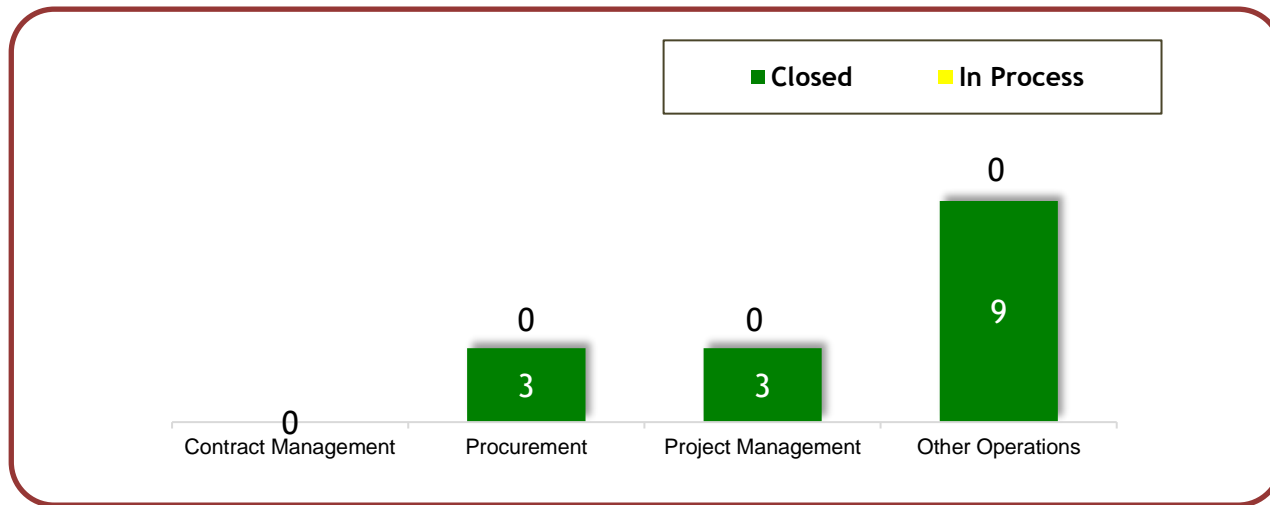 Closed In Process
0
0 0
9
3 3
0
Contract Management Procurement Project Management Other Operations